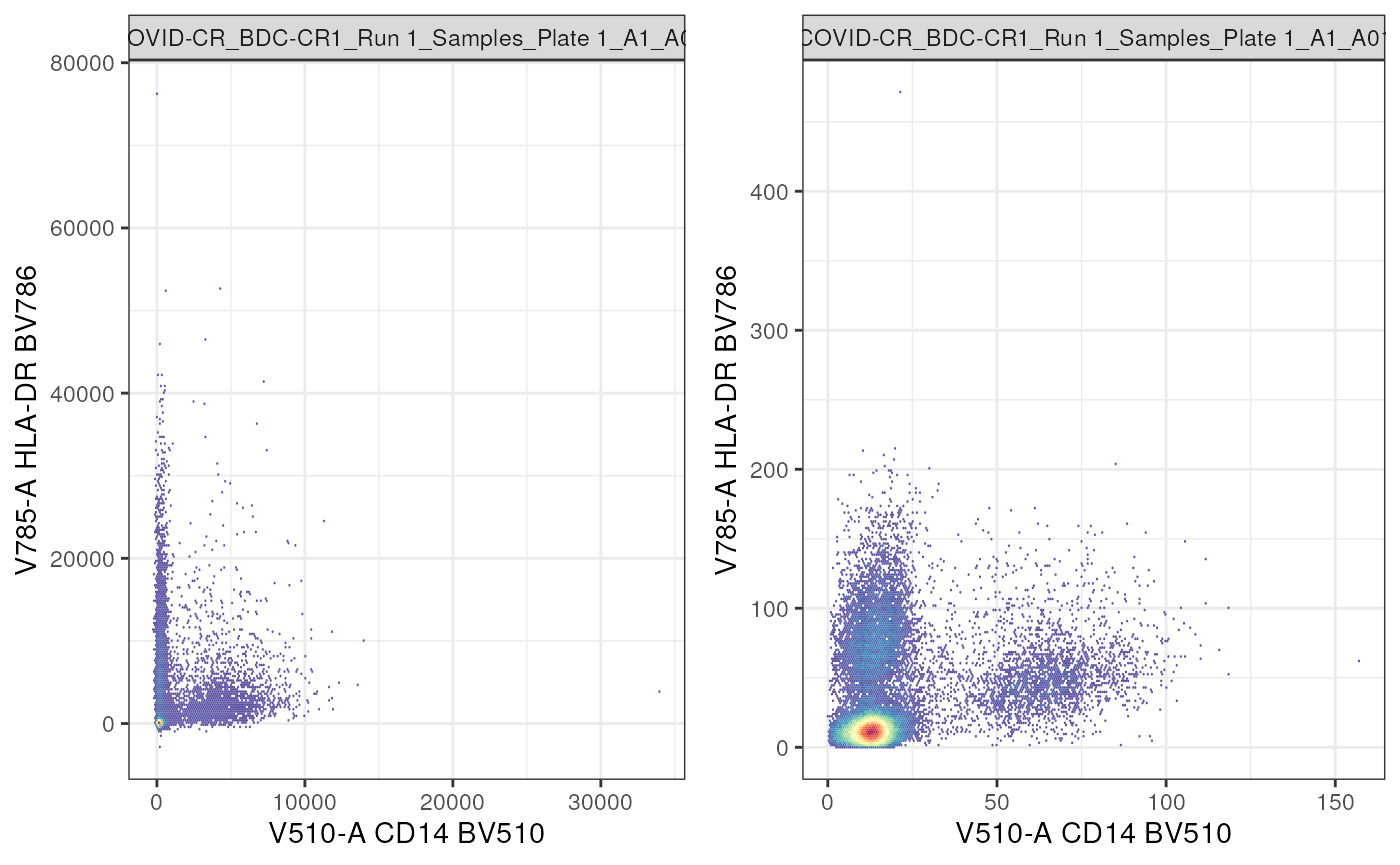 OVID-CR_BDC-CR1_Run 1_Samples_Plate 1_A1_A0
80000
60000
40000
20000
0
V785-A HLA-DR BV786
0 10000 20000 30000
V510-A CD14 BV510
COVID-CR_BDC-CR1_Run 1_Samples_Plate 1_A1_A01
400
300
200
100
0
V785-A HLA-DR BV786
0 50 100 150
V510-A CD14 BV510